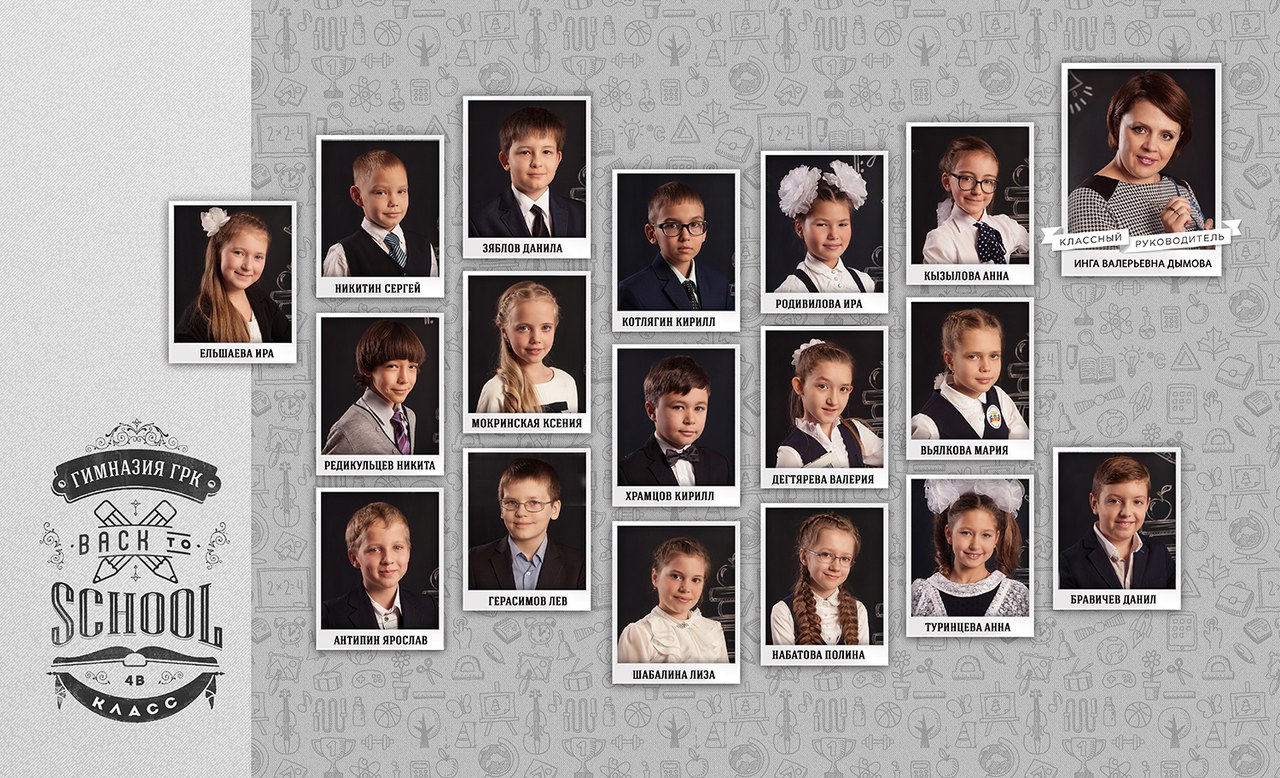 ЕЛЬШАЕВА ИРА
НИКИТИН СЕРГЕЙ
РЕДИКУЛЬЦЕВ НИКИТА
АНТИПИН ЯРОСЛАВ
ЗЯБЛОВ ДАНИЛА
МОКРИНСКАЯ КСЕНИЯ
ГЕРАСИМОВ ЛЕВ
КОТЛЯГИН КИРИЛЛ
ХРАМЦОВ КИРИЛЛ
ШАБАЛИНА ЛИЗА
РОДИВИЛОВА ИРА
ДЕГТЯРЕВА ВАЛЕРИЯ
НАБАТОВА ПОЛИНА
КЫЗЫЛОВА АННА
ВЬЯЛКОВА МАРИЯ
ТУРИНЦЕВА АННА
КЛАССНЫЙ РУКОВОДИТЕЛЬ
ИНГА ВАЛЕРЬЕВНА ДЫМОВА
БРАВИЧЕВ ДАНИЛ
ГИМНАЗИЯ ГРК
BACK TO
SCHOOL
4В
КЛАСС